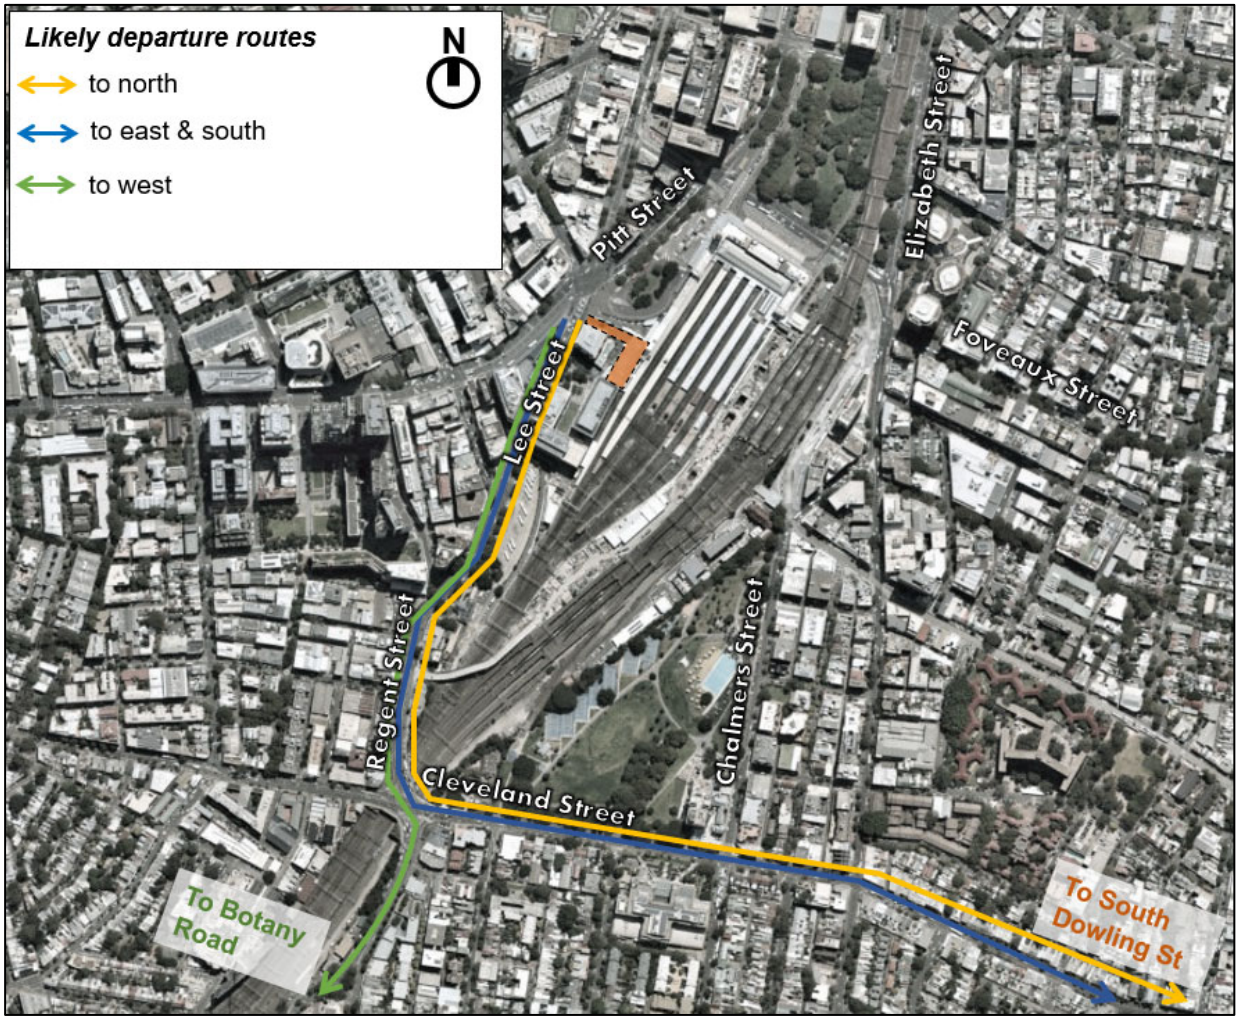 Likely departure routes
N
to north
to east & south
to west
Pitt Street
Elizabeth Street
Foveaux Street
Lee Street
Regent Street
Chalmers Street
Cleveland Street
To Botany
Road
To South
Dowling St